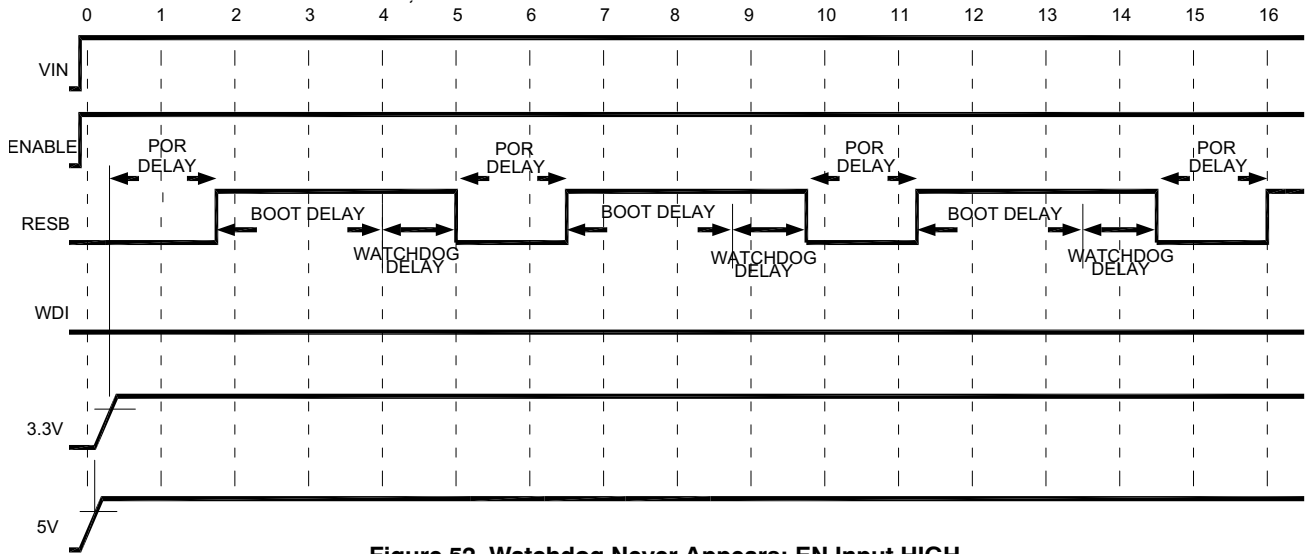 0 1 2 3 4 5 6 7 8 9 10 11 12 13 14 15 16
VIN
ENABLE
POR
DELAY
POR
DELAY
POR
DELAY
POR
DELAY
RESB
BOOT DELAY
WATCHDOG
DELAY
BOOT DELAY
WATCHDOG
DELAY
BOOT DELAY
WATCHDOG
DELAY
WDI
3.3V
5V
Figure 52. Watchdog Never Appears: EN Input HIGH